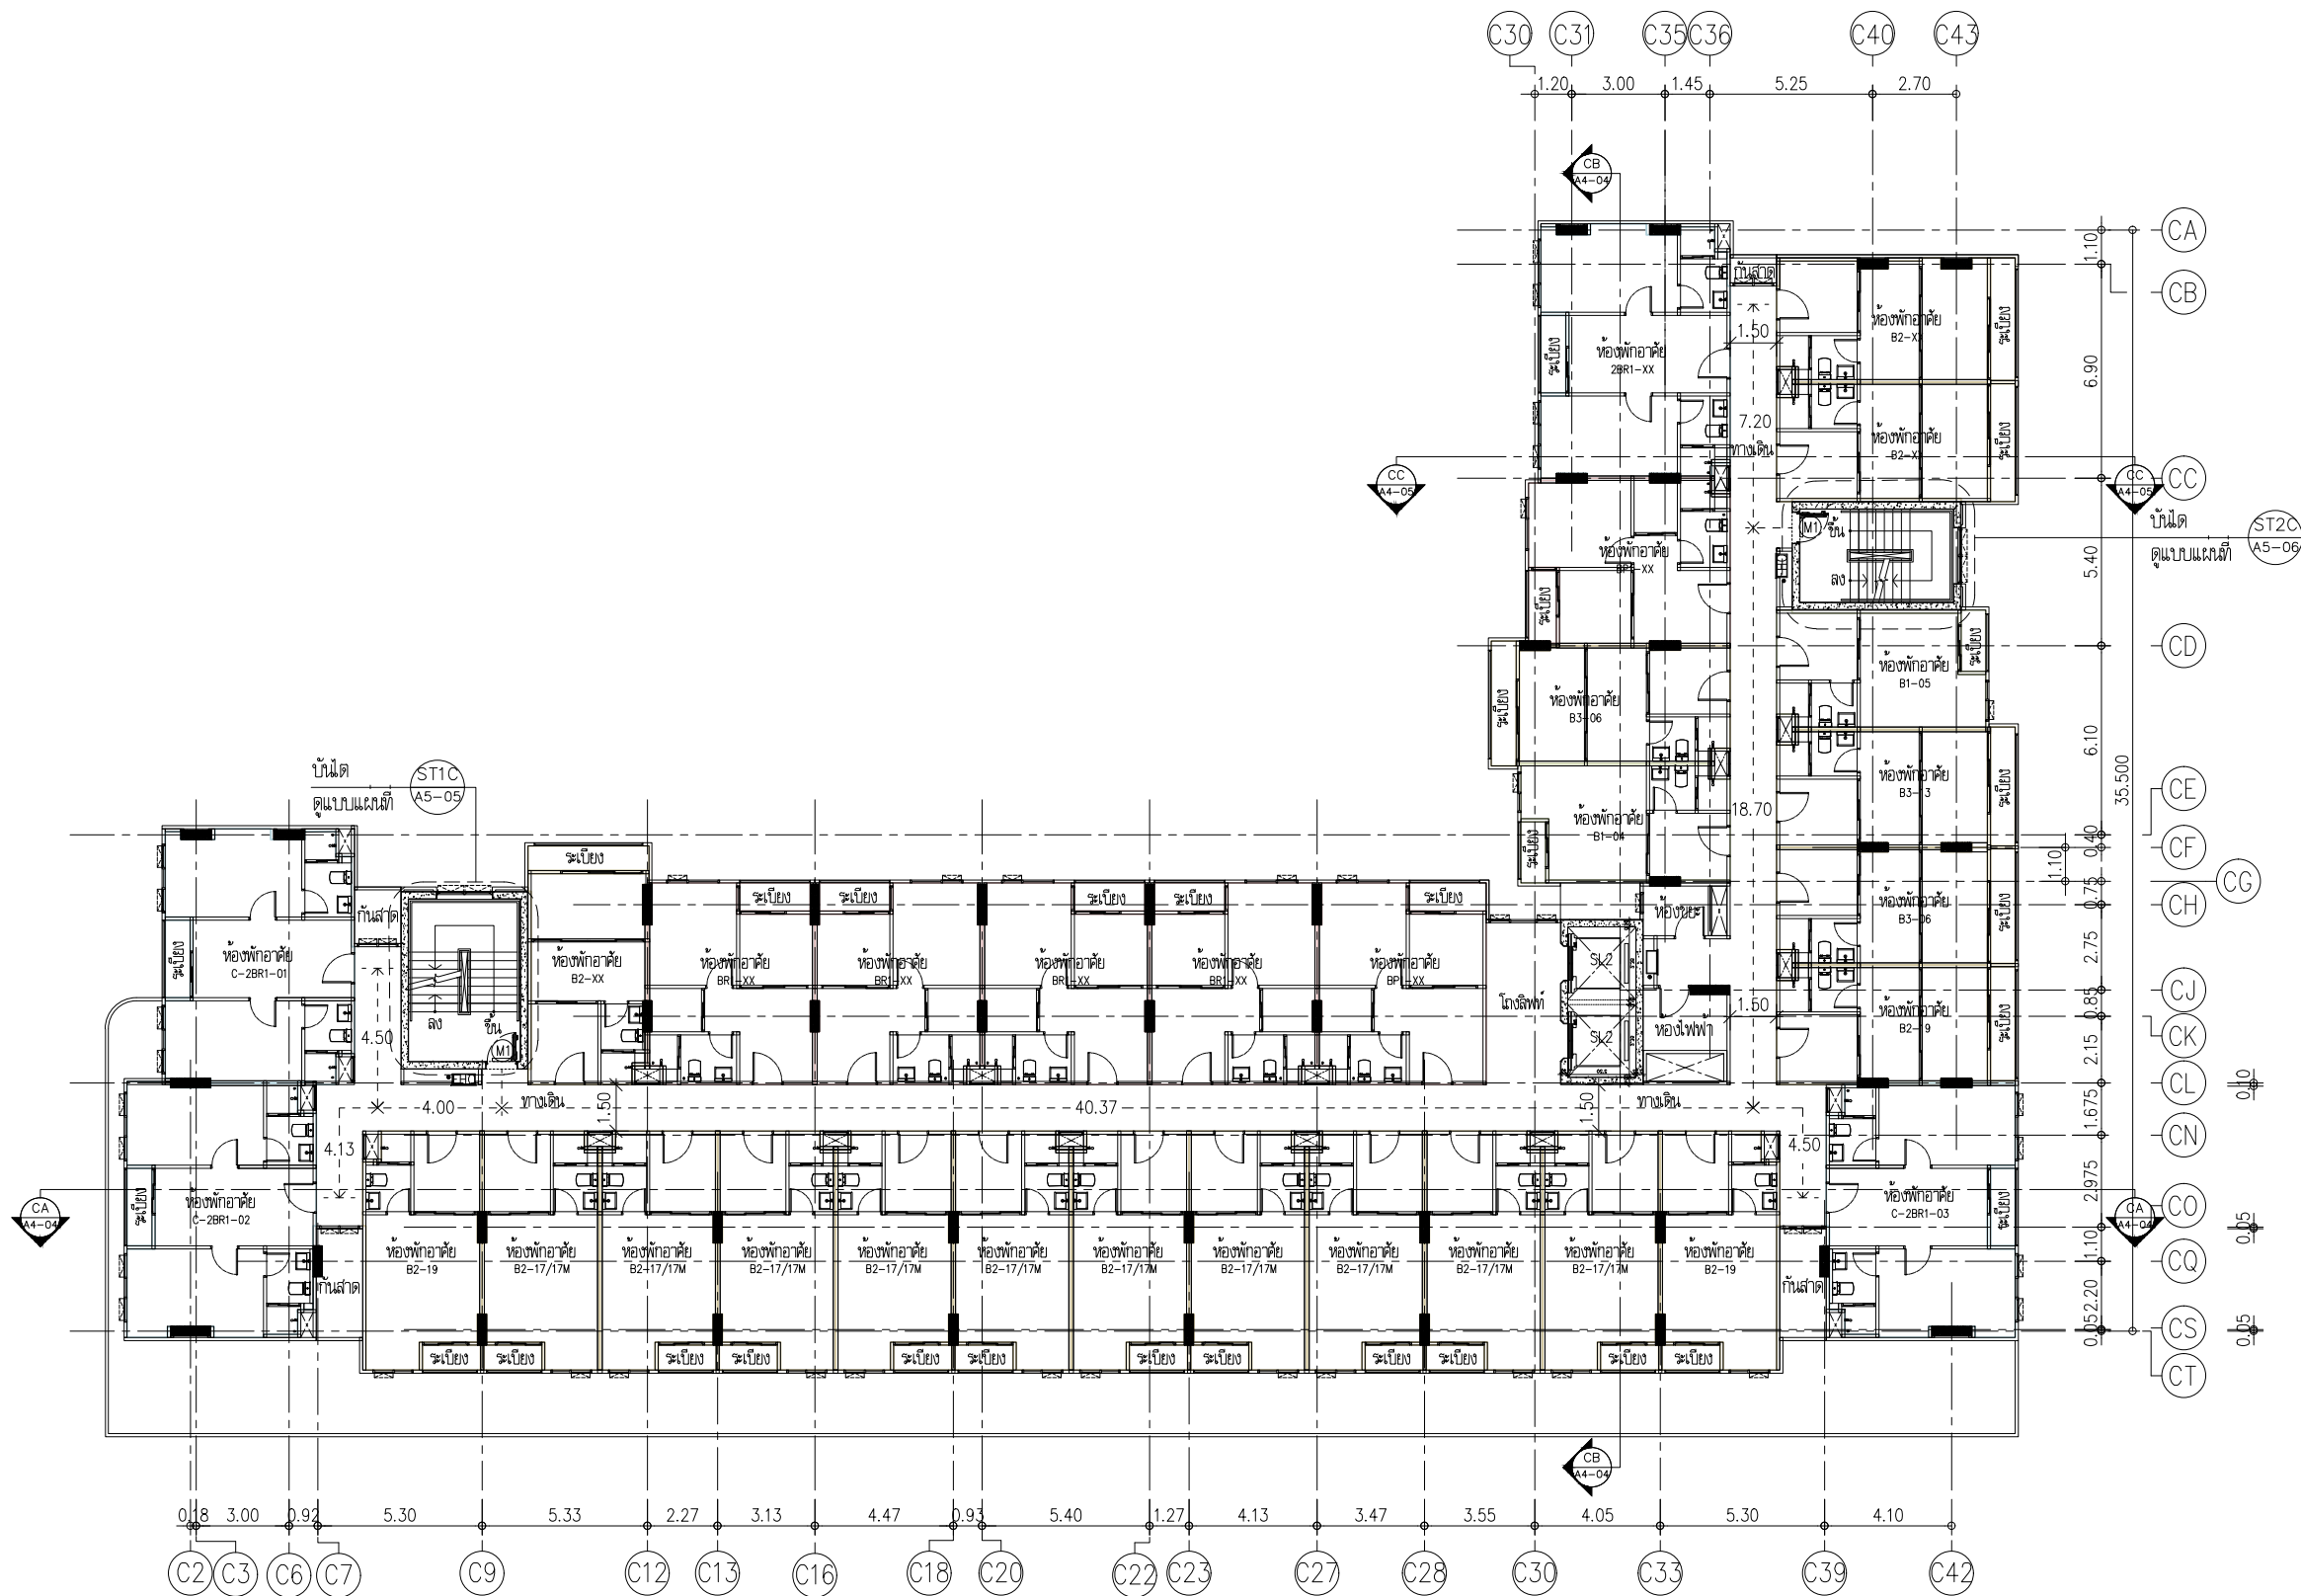 C30 C31 C35 C36 C40 C43
1.20 3.00 1.45 5.25 2.70
CB
A4-04
CA
1.10
CB
กันสาด
ห้องพักอาศัย
B2-XX
ระเบียง
1.50
ห้องพักอาศัย
2BR1-XX
ระเบียง
6.90
7.20
ทางเดิน
ห้องพักอาศัย
B2-XX
ระเบียง
CC
A4-05
CC
A4-05
CC
บันได
ดูแบบแผ่นที่
ST2C
A5-06
M1
ขึ้น
ลง
ห้องพักอาศัย
ระเบียง
5.40
CD
ห้องพักอาศัย
B1-05
ระเบียง
ห้องพักอาศัย
B3-06
ระเบียง
6.10
35.500
ห้องพักอาศัย
B3-13
ระเบียง
18.70
ห้องพักอาศัย
B1-04
ระเบียง
CE
0.40
CF
1.10
CG
0.75
CH
ห้องพักอาศัย
B3-06
ระเบียง
2.75
ห้องขยะ
SL2
SL2
โถงลิฟท์
ห้องไฟฟ้า
1.50
CJ
0.85
CK
ห้องพักอาศัย
B2-19
ระเบียง
2.15
CL
0.10
บันได
ดูแบบแผ่นที่
ST1C
A5-05
กันสาด
ห้องพักอาศัย
C-2BR1-01
ระเบียง
4.50
ลง
ขึ้น
M1
ระเบียง
ห้องพักอาศัย
B2-XX
ระเบียง ระเบียง ระเบียง ระเบียง ระเบียง
ห้องพักอาศัย ห้องพักอาศัย ห้องพักอาศัย ห้องพักอาศัย ห้องพักอาศัย
BR1-XX BR1-XX BR1-XX BR1-XX
4.00 ทางเดิน 1.50 40.37 1.50 ทางเดิน
4.13
4.50
1.675
CN
2.975
CO
0.05
1.10
CQ
2.20
CS
0.05
0.05
CT
CA
A4-04
CA
A4-04
ห้องพักอาศัย
C-2BR1-02
ระเบียง
กันสาด
ห้องพักอาศัย
C-2BR1-03
ระเบียง
กันสาด
ห้องพักอาศัย ห้องพักอาศัย ห้องพักอาศัย ห้องพักอาศัย ห้องพักอาศัย ห้องพักอาศัย ห้องพักอาศัย ห้องพักอาศัย ห้องพักอาศัย ห้องพักอาศัย ห้องพักอาศัย ห้องพักอาศัย
B2-19 B2-17/17M B2-17/17M B2-17/17M B2-17/17M B2-17/17M B2-17/17M B2-17/17M B2-17/17M B2-17/17M B2-17/17M B2-19
ระเบียง ระเบียง ระเบียง ระเบียง ระเบียง ระเบียง ระเบียง ระเบียง ระเบียง ระเบียง ระเบียง ระเบียง
CB
A4-04
0.18 3.00 0.92 5.30 5.33 2.27 3.13 4.47 0.93 5.40 1.27 4.13 3.47 3.55 4.05 5.30 4.10
C2 C3 C6 C7 C9 C12 C13 C16 C18 C20 C22 C23 C27 C28 C30 C33 C39 C42